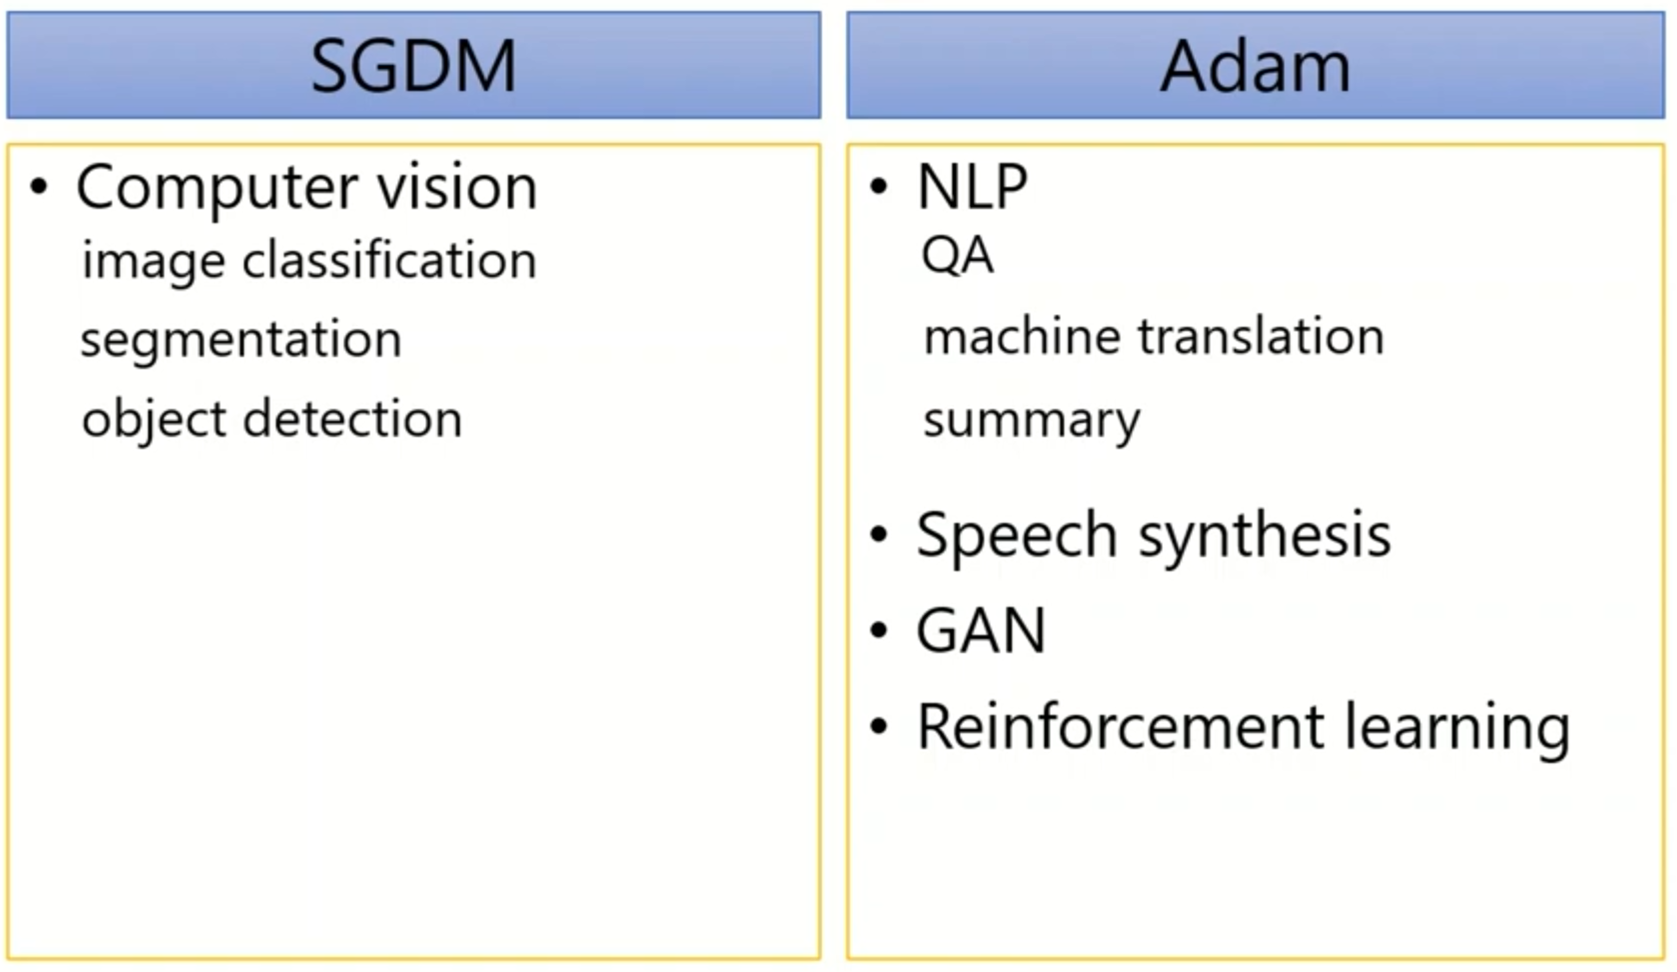 SGDM
• Computer vision
image classification
segmentation
object detection
Adam
• NLP
QA
machine translation
summary
• Speech synthesis
• GAN
• Reinforcement learning